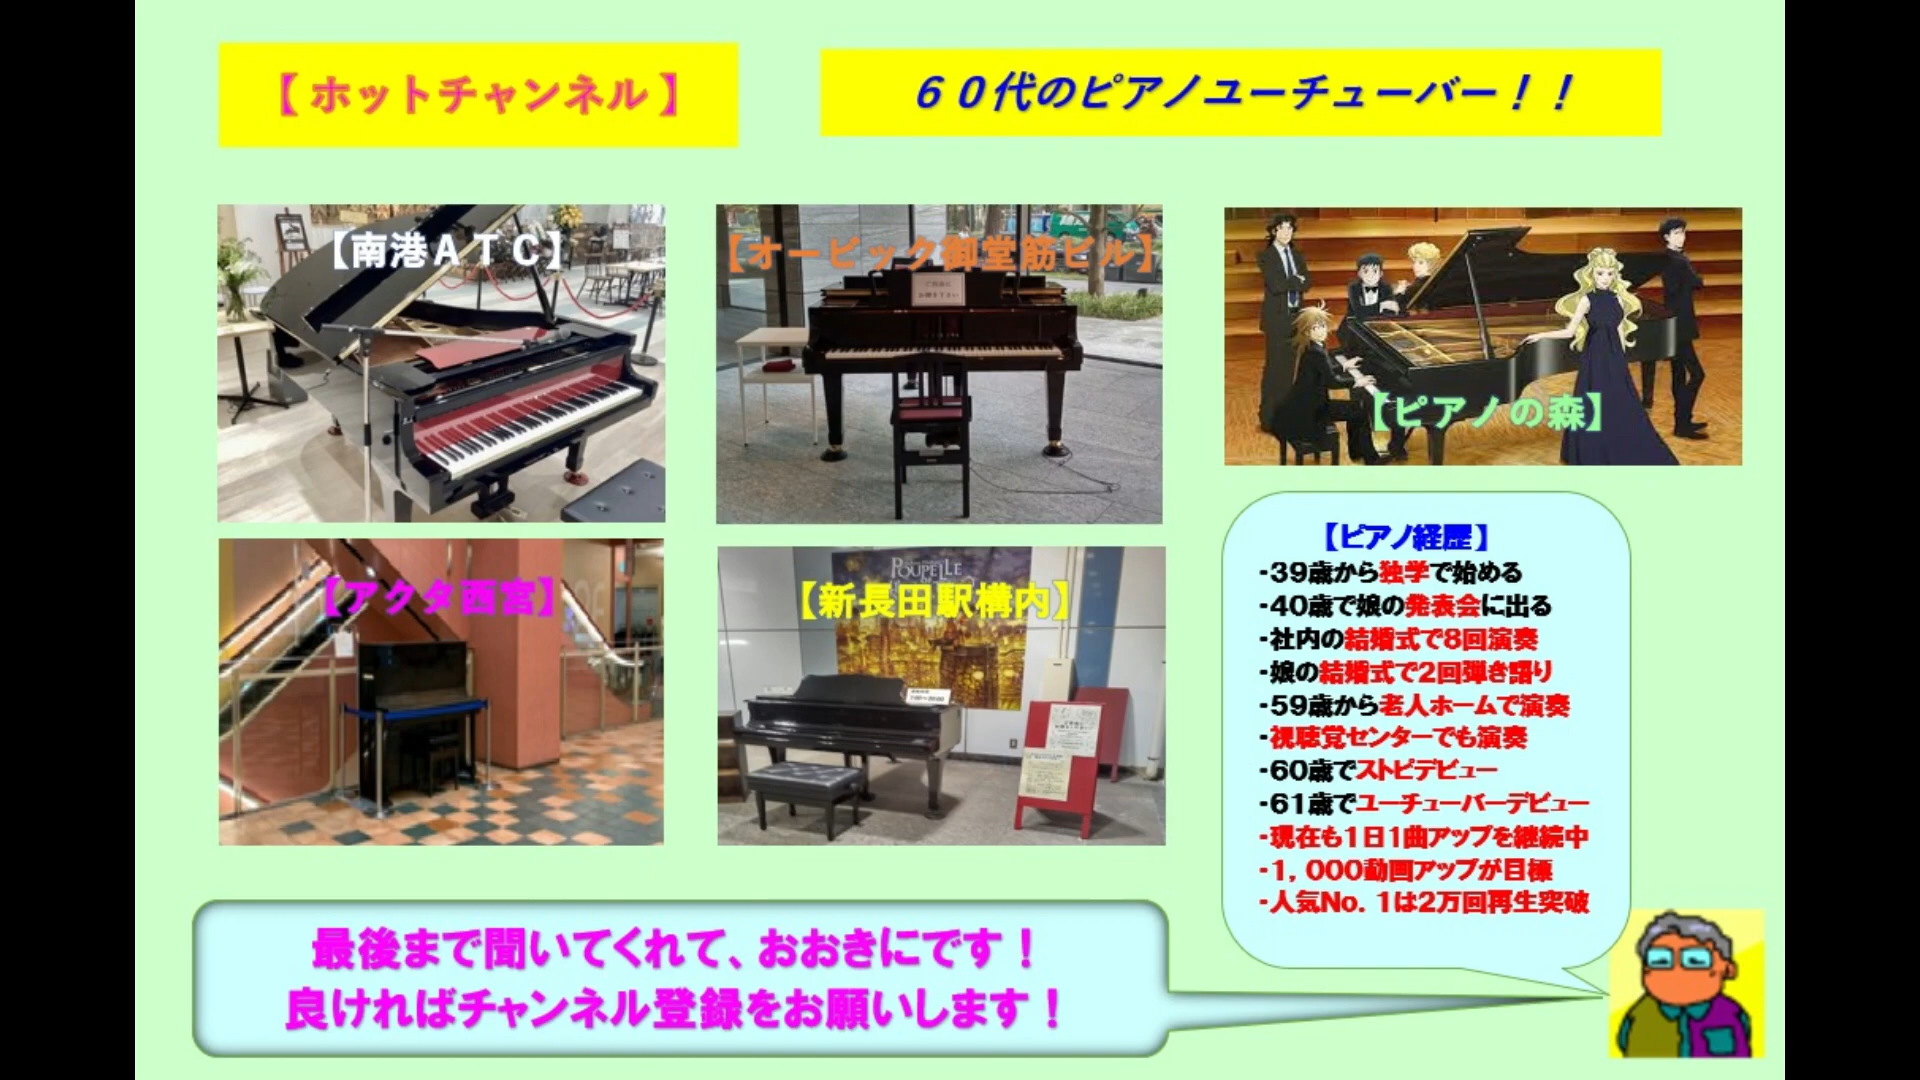 【ホットチャンネル】
６０代のピアノユーチューバー！！
【南港ＡＴＣ】
【オービック御堂筋ビル】
【ピアノの森】
【アクタ西宮】
POUPELLE
【新長田駅構内】
【ピアノ経歴】
・39歳から独学で始める
・40歳で娘の発表会に出る
・社内の結婚式で8回演奏
・娘の結婚式で2回弾き語り
・59歳から老人ホームで演奏
・視聴覚センターでも演奏
・60歳でストピデビュー
・61歳でユーチューバーデビュー
・現在も1日1曲アップを継続中
・1，000動画アップが目標
・人気No．1は2万回再生突破
最後まで聞いてくれて、おおきにです！
良ければチャンネル登録をお願いします！